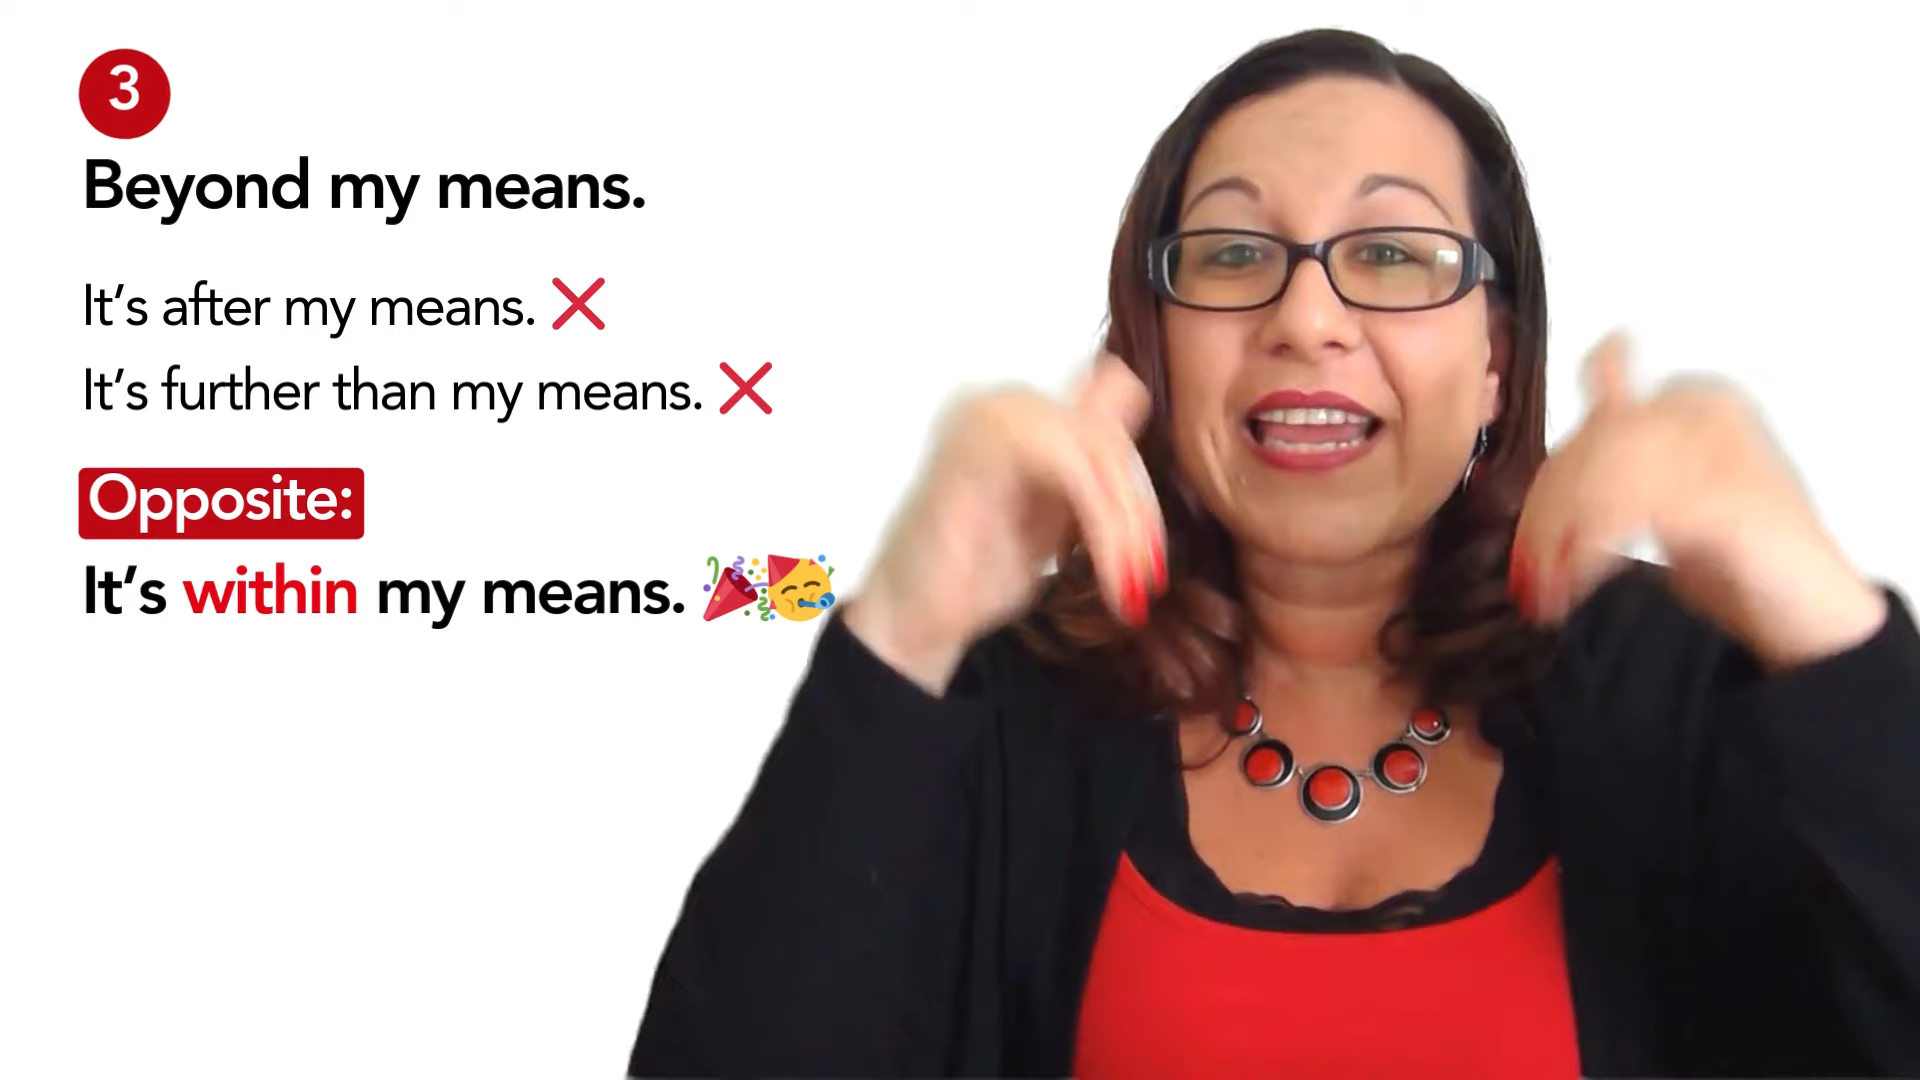 3
Beyond my means.
It's after my means. ❌
It's further than my means. ❌
Opposite:
It's within my means. 🎉🥳